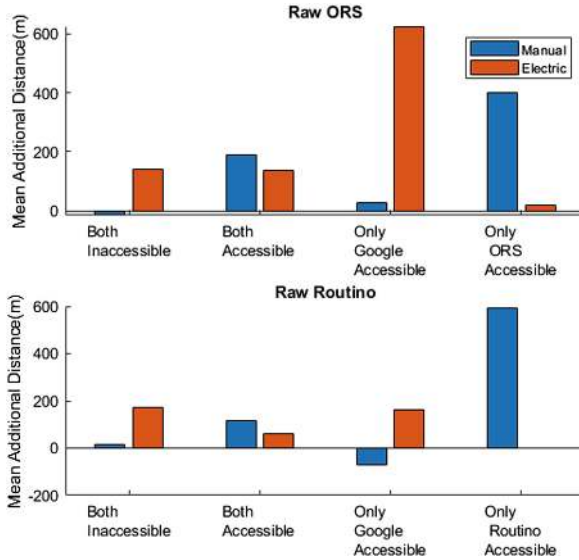 Raw ORS
Mean Additional Distance(m)
600
400
200
0
Manual
Electric
Both Both Only Only
Inaccessible Accessible Google ORS
Accessible Accessible
Raw Routino
Mean Additional Distance(m)
600
400
200
0
-200
Both Both Only Only
Inaccessible Accessible Google Routino
Accessible Accessible